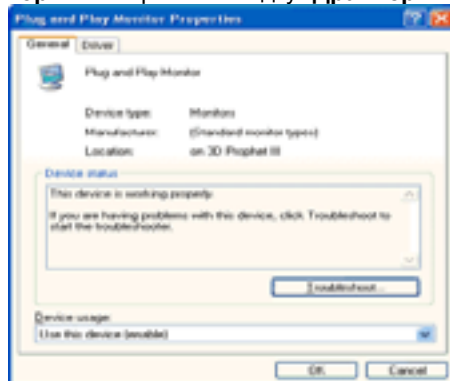 Plug and Play Monitor Properties
General Driver
Plug and Play Monitor
Device type: Monitors
Manufacturer: (Standard monitor types)
Location: on 3D Prophet III
Device status
This device is working properly.
If you are having problems with this device, click Troubleshoot to
start the troubleshooter.
Troubleshoot...
Device usage:
Use this device (enable)
OK Cancel